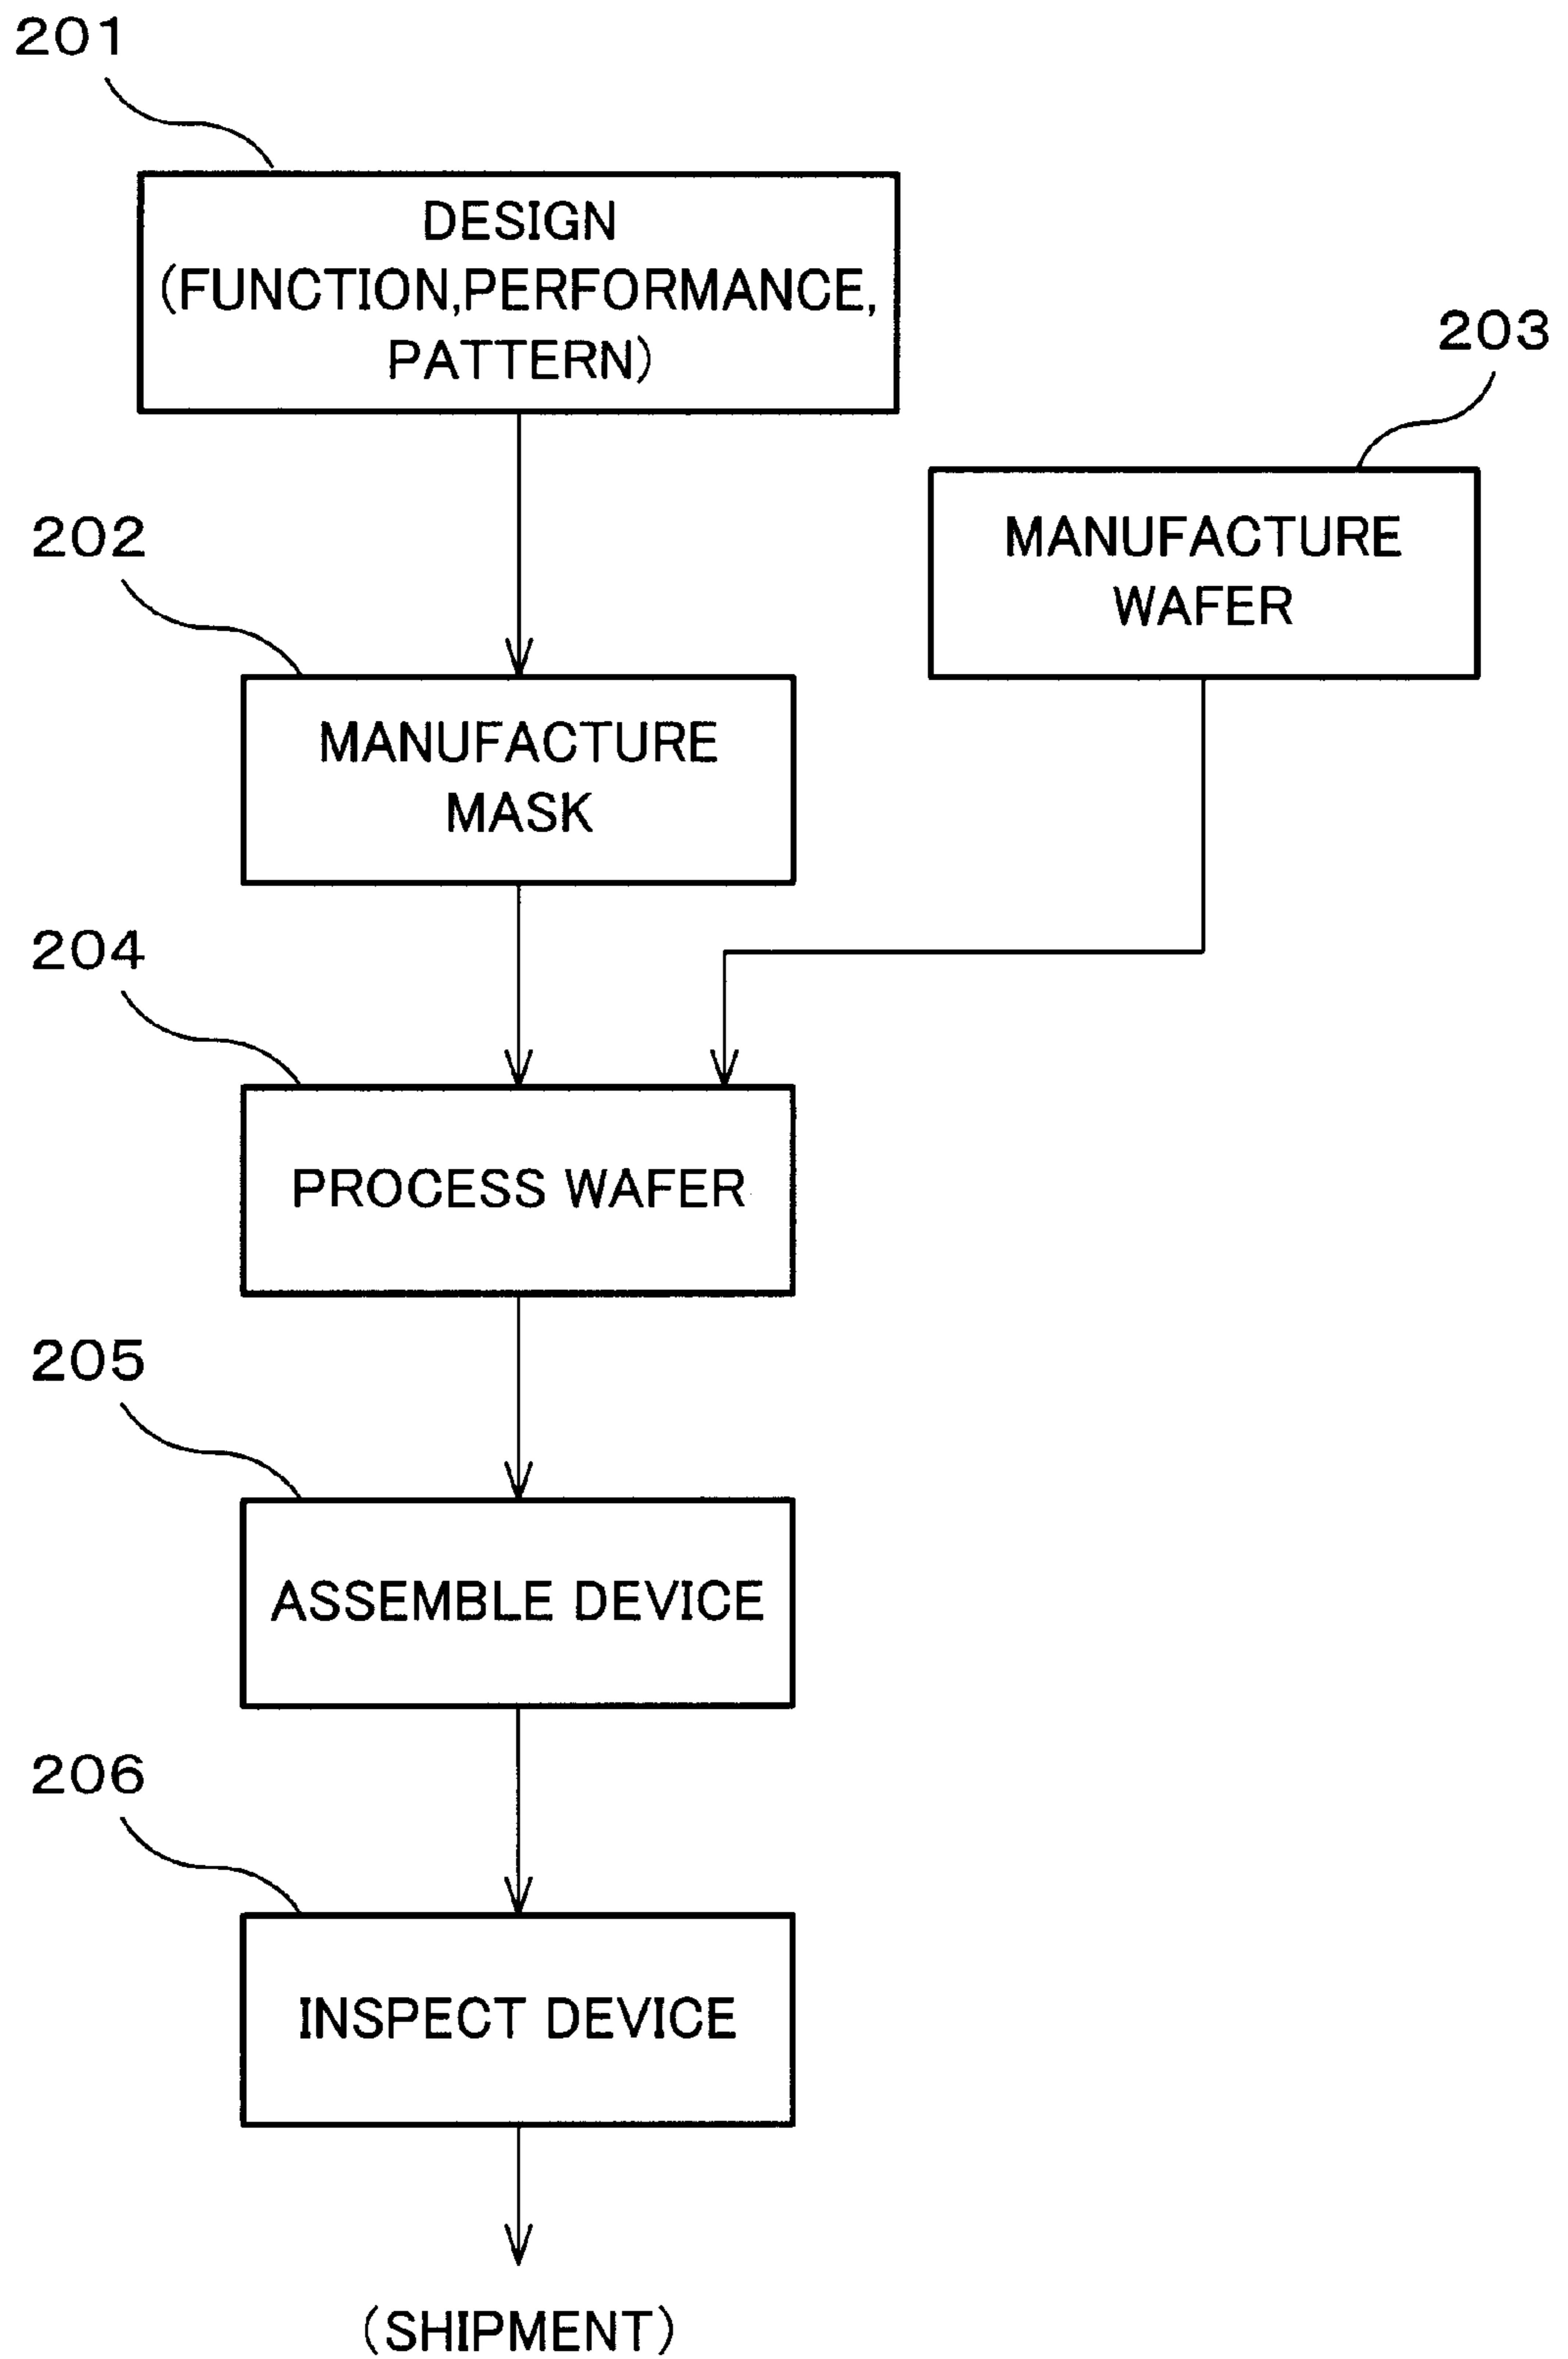 201
DESIGN
(FUNCTION,PERFORMANCE,
PATTERN)
203
MANUFACTURE
WAFER
202
MANUFACTURE
MASK
204
PROCESS WAFER
205
ASSEMBLE DEVICE
206
INSPECT DEVICE
(SHIPMENT)